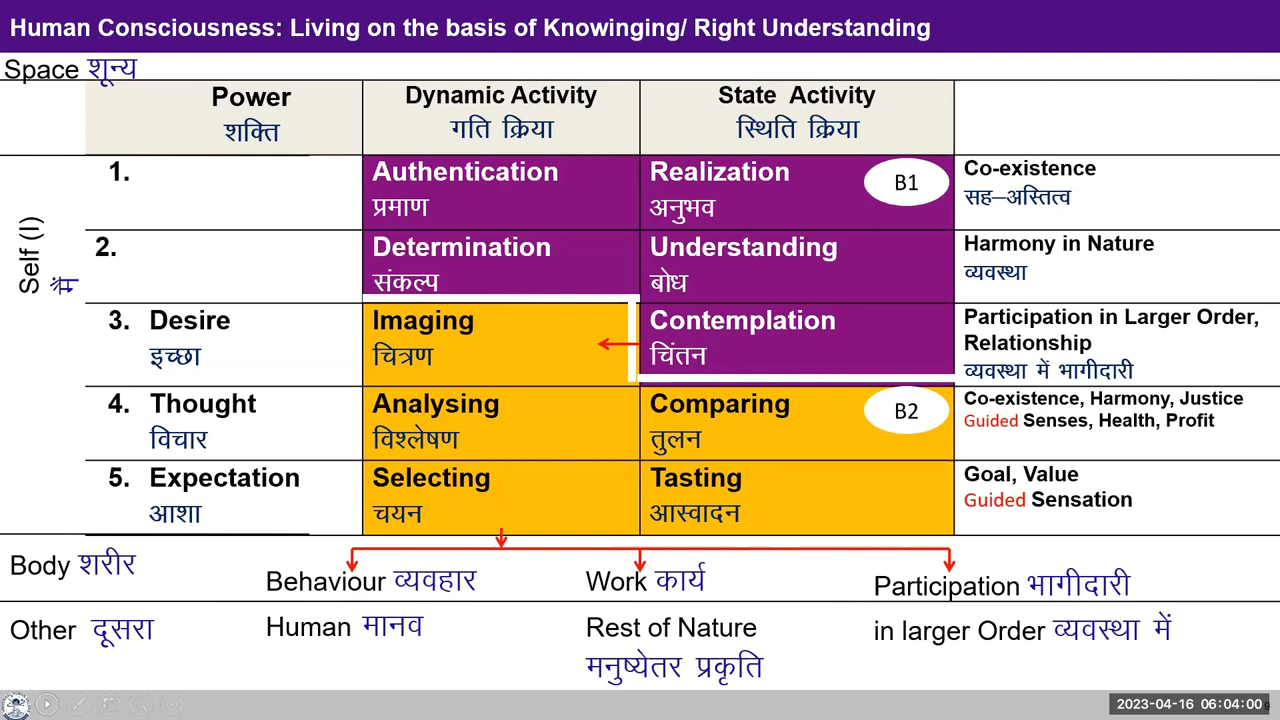 Human Consciousness: Living on the basis of Knowinging/ Right Understanding
Space शून्य
Power
शक्ति
Dynamic Activity
गति क्रिया
State Activity
स्थिति क्रिया
Self (I)
मैं
1.
Authentication
प्रमाण
Realization
अनुभव
B1
Co-existence
सह–अस्तित्व
2.
Determination
संकल्प
Understanding
बोध
Harmony in Nature
व्यवस्था
3. Desire
इच्छा
Imaging
चित्रण
Contemplation
चिंतन
Participation in Larger Order,
Relationship
व्यवस्था में भागीदारी
4. Thought
विचार
Analysing
विश्लेषण
Comparing
तुलन
B2
Co-existence, Harmony, Justice
Guided Senses, Health, Profit
5. Expectation
आशा
Selecting
चयन
Tasting
आस्वादन
Goal, Value
Guided Sensation
Body शरीर
Behaviour व्यवहार
Work कार्य
Participation भागीदारी
Other दूसरा
Human मानव
Rest of Nature
मनुष्येतर प्रकृति
in larger Order व्यवस्था में
2023-04-16 06:04:00